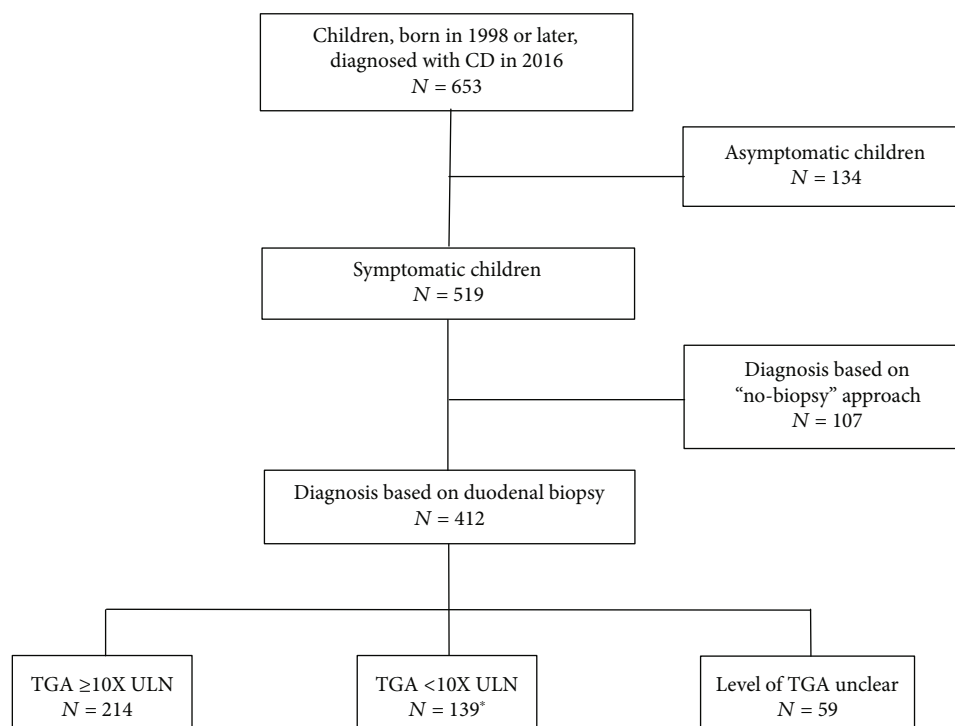 Children, born in 1998 or later,
diagnosed with CD in 2016
N = 653
Asymptomatic children
N = 134
Symptomatic children
N = 519
Diagnosis based on
“no-biopsy” approach
N = 107
Diagnosis based on duodenal biopsy
N = 412
TGA ≥10X ULN
N = 214
TGA <10X ULN
N = 139*
Level of TGA unclear
N = 59